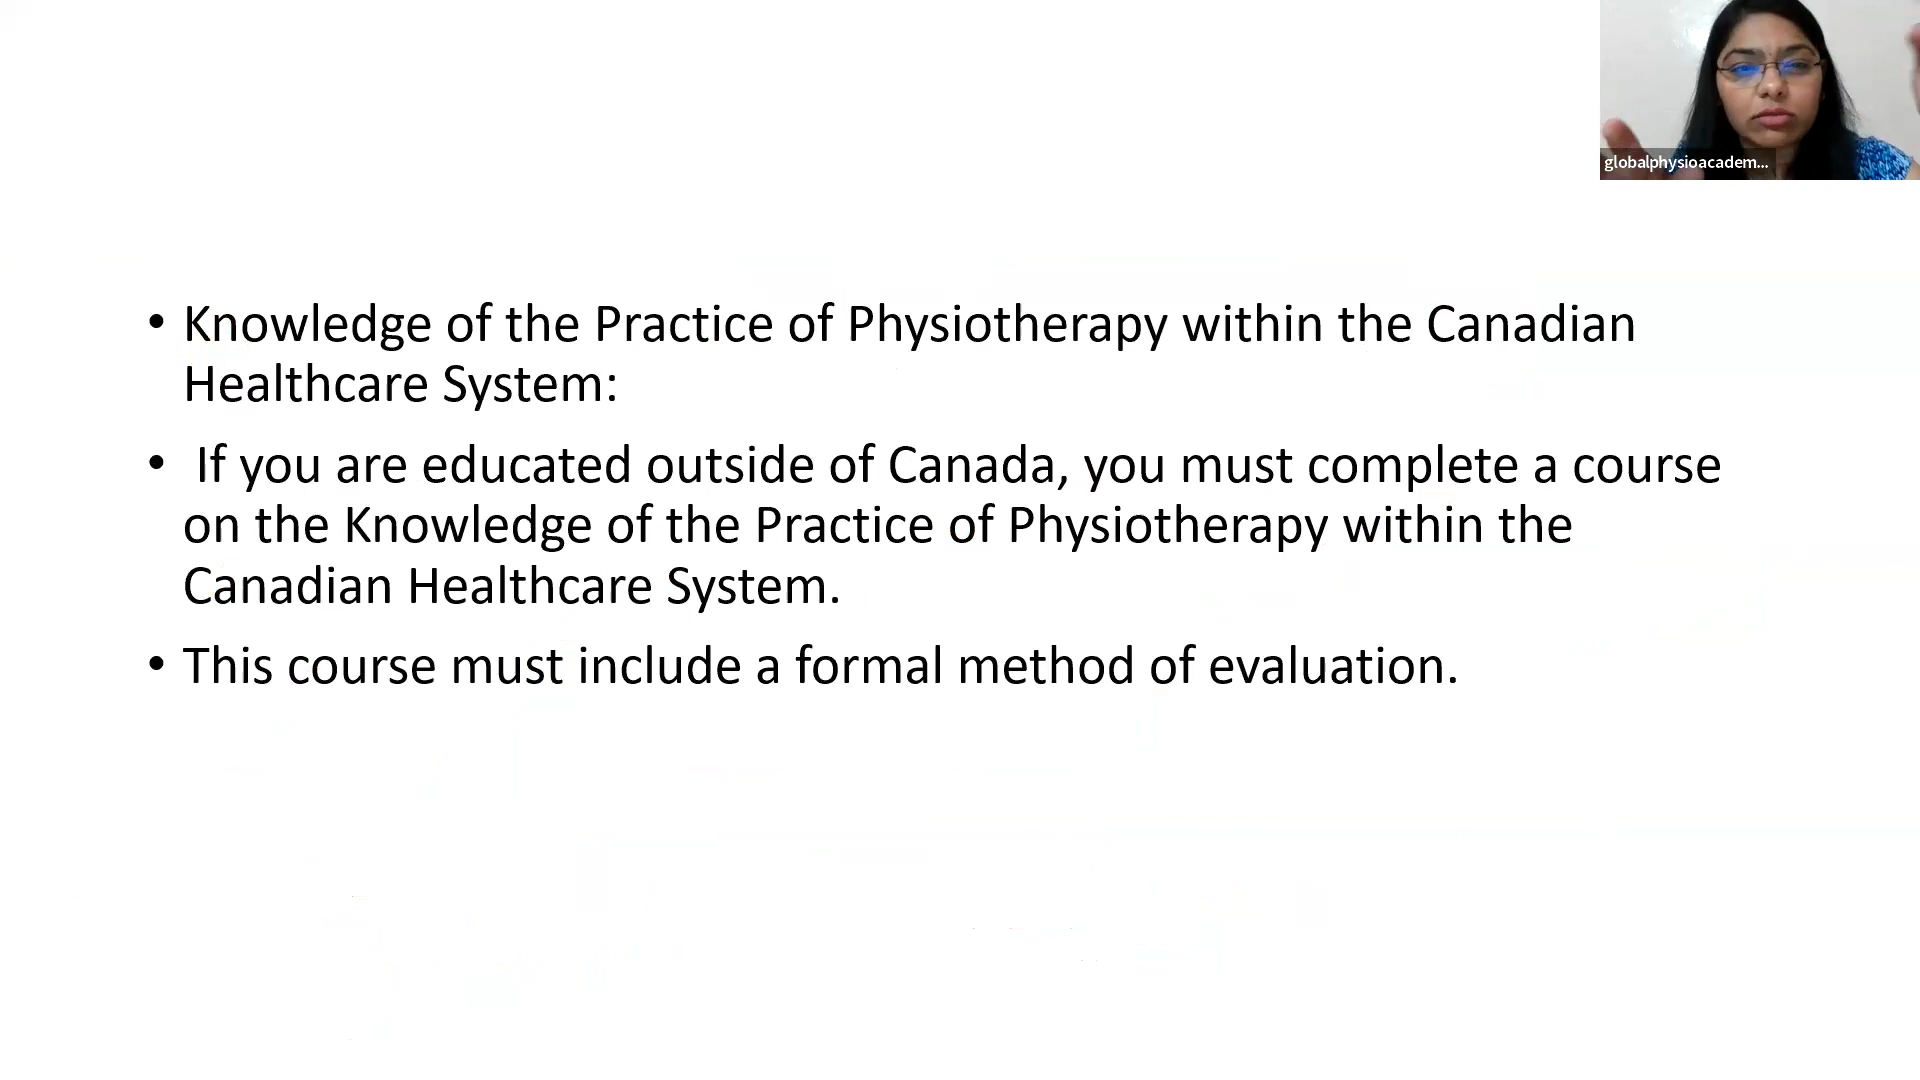 globalphysioacadem...
• Knowledge of the Practice of Physiotherapy within the Canadian
Healthcare System:
• If you are educated outside of Canada, you must complete a course
on the Knowledge of the Practice of Physiotherapy within the
Canadian Healthcare System.
• This course must include a formal method of evaluation.